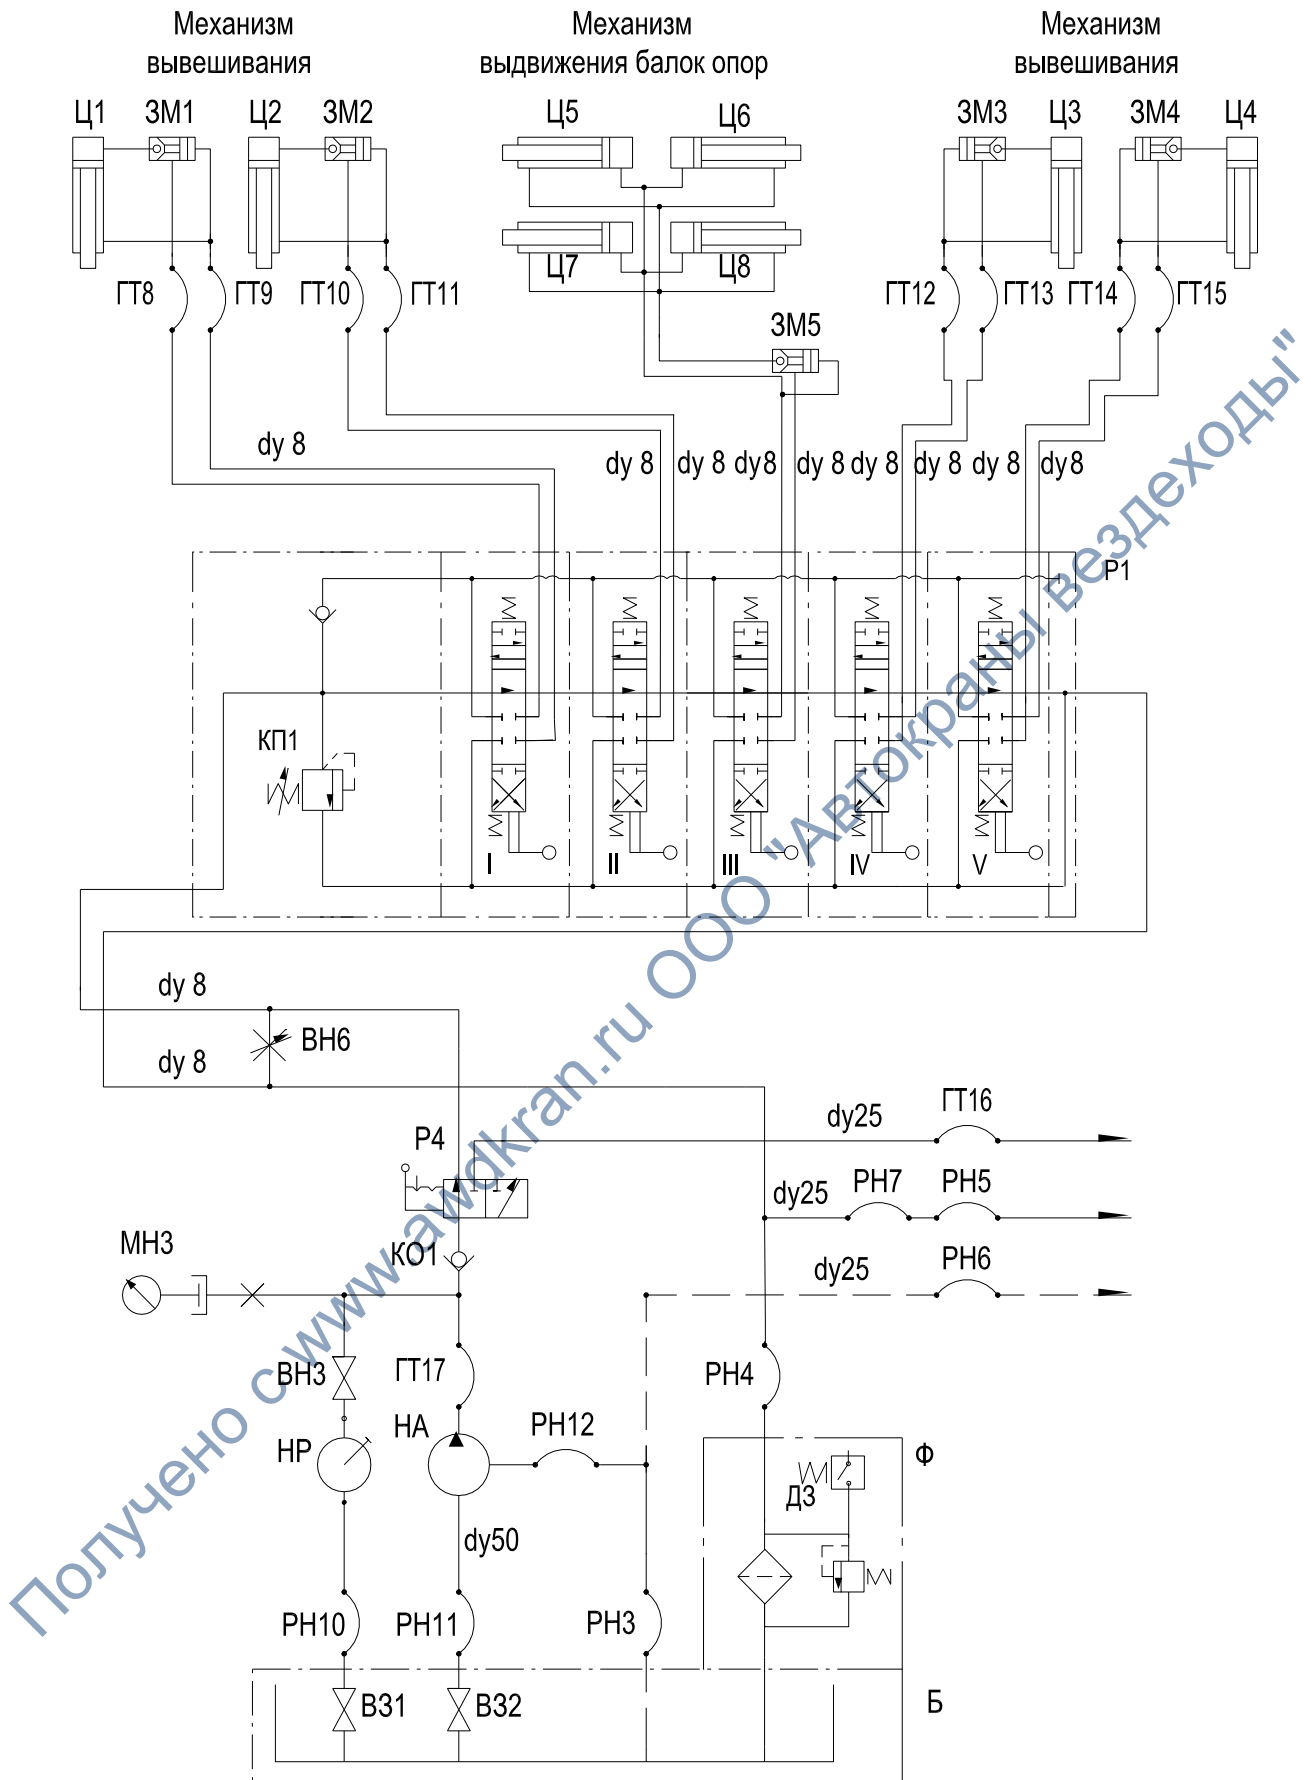 Механизм
вывешивания
Механизм
выдвижения балок опор
Механизм
вывешивания
Ц1
ЗМ1
Ц2
ЗМ2
Ц5
Ц6
ЗМ3
Ц3
ЗМ4
Ц4
Ц7
Ц8
ГТ8
ГТ9
ГТ10
ГТ11
ГТ12
ГТ13
ГТ14
ГТ15
ЗМ5
dy 8
dy 8
dy 8
dy8
dy 8
dy 8
dy 8
dy 8
dy8
Р1
КП1
I
II
III
IV
V
dy 8
ВН6
dy 8
Р4
dy25
ГТ16
dy25
РН7
РН5
МН3
КО1
dy25
РН6
ВН3
ГТ17
РН4
НР
НА
РН12
Ф
ДЗ
dy50
РН10
РН11
РН3
ВЗ1
ВЗ2
Б
Получено с www.awdkran.ru ООО "Автокраны вездеходы"